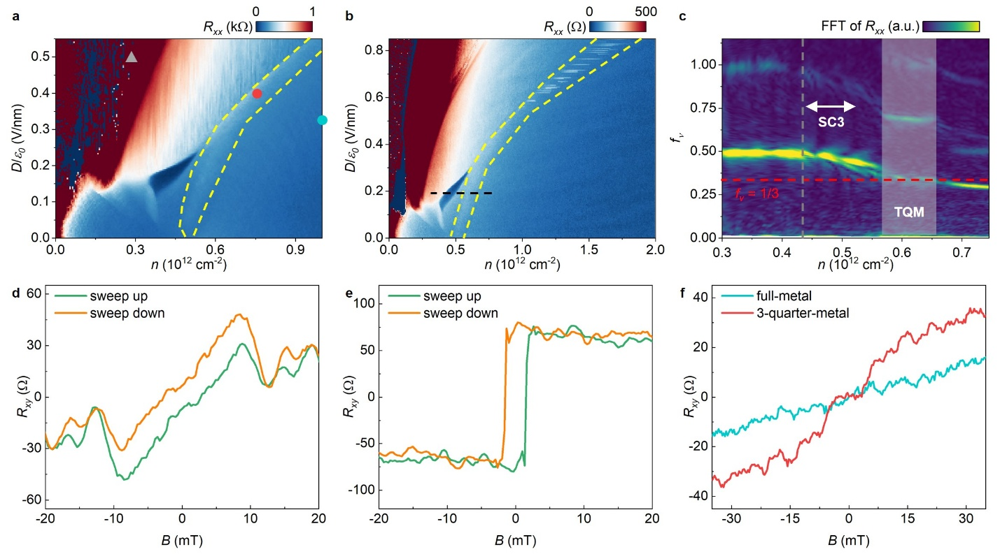 a
0 1
Rxx (kΩ)
D/ε0 (V/nm)
0.5
0.4
0.3
0.2
0.1
0.0
0.0 0.3 0.6 0.9
n (10^12 cm^-2)
b
0 500
Rxx (Ω)
D/ε0 (V/nm)
0.8
0.6
0.4
0.2
0.0
0.0 0.5 1.0 1.5 2.0
n (10^12 cm^-2)
c
FFT of Rxx (a.u.)
fν
1.00
0.75
0.50
0.25
0.00
SC3
fν = 1/3
TQM
0.3 0.4 0.5 0.6 0.7
n (10^12 cm^-2)
d
sweep up
sweep down
Rxy (Ω)
60
30
0
-30
-60
-20 -10 0 10 20
B (mT)
e
sweep up
sweep down
Rxy (Ω)
100
50
0
-50
-100
-20 -10 0 10 20
B (mT)
f
full-metal
3-quarter-metal
Rxy (Ω)
40
20
0
-20
-40
-30 -15 0 15 30
B (mT)